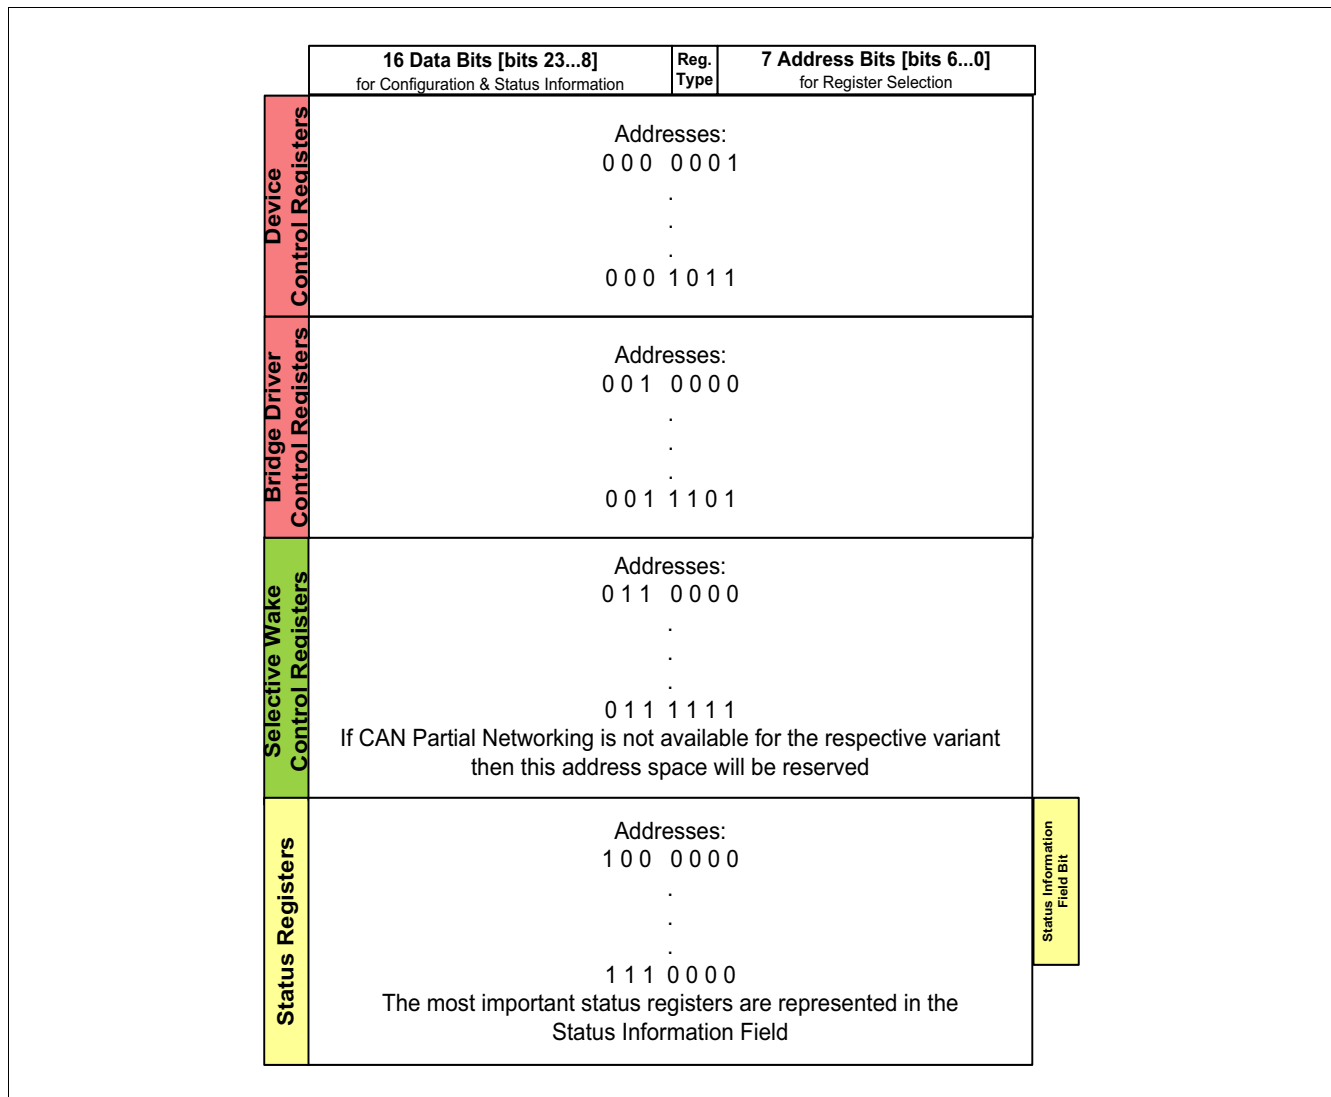 16 Data Bits [bits 23...8]
for Configuration & Status Information
Reg.
Type
7 Address Bits [bits 6...0]
for Register Selection
Device
Control Registers
Addresses:
0 0 0 0 0 0 1
.
.
.
0 0 0 1 0 1 1
Bridge Driver
Control Registers
Addresses:
0 0 1 0 0 0 0
.
.
.
0 0 1 1 1 0 1
Selective Wake
Control Registers
Addresses:
0 1 1 0 0 0 0
.
.
.
0 1 1 1 1 1 1
If CAN Partial Networking is not available for the respective variant
then this address space will be reserved
Status Registers
Addresses:
1 0 0 0 0 0 0
.
.
.
1 1 1 0 0 0 0
The most important status registers are represented in the
Status Information Field
Status Information
Field Bit